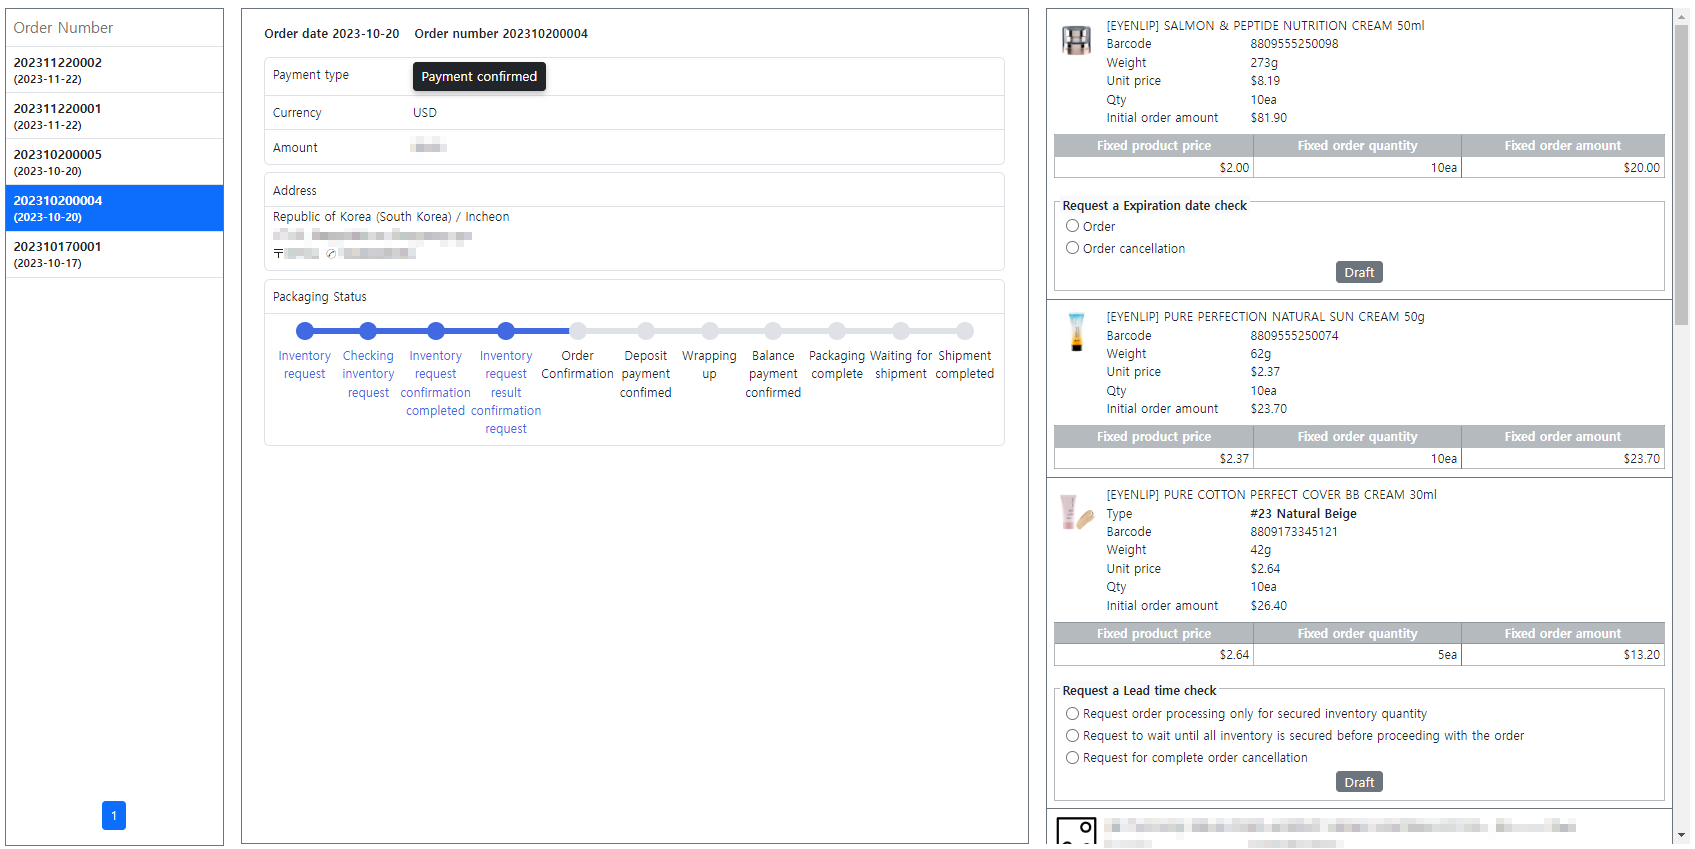 Order Number
202311220002
(2023-11-22)
202311220001
(2023-11-22)
202310200005
(2023-10-20)
202310200004
(2023-10-20)
202310170001
(2023-10-17)
1
Order date 2023-10-20 Order number 202310200004
Payment type Payment confirmed
Currency USD
Amount
Address
Republic of Korea (South Korea) / Incheon
〒
Packaging Status
Inventory request
Checking inventory request
Inventory request confirmation completed
Inventory request result confirmation request
Order Confirmation
Deposit payment confimed
Wrapping up
Balance payment confirmed
Packaging complete
Waiting for shipment
Shipment completed
[EYENLIP] SALMON & PEPTIDE NUTRITION CREAM 50ml
Barcode 8809555250098
Weight 273g
Unit price $8.19
Qty 10ea
Initial order amount $81.90
Fixed product price Fixed order quantity Fixed order amount
$2.00 10ea $20.00
Request a Expiration date check
Order
Order cancellation
Draft
[EYENLIP] PURE PERFECTION NATURAL SUN CREAM 50g
Barcode 8809555250074
Weight 62g
Unit price $2.37
Qty 10ea
Initial order amount $23.70
Fixed product price Fixed order quantity Fixed order amount
$2.37 10ea $23.70
[EYENLIP] PURE COTTON PERFECT COVER BB CREAM 30ml
Type #23 Natural Beige
Barcode 8809173345121
Weight 42g
Unit price $2.64
Qty 10ea
Initial order amount $26.40
Fixed product price Fixed order quantity Fixed order amount
$2.64 5ea $13.20
Request a Lead time check
Request order processing only for secured inventory quantity
Request to wait until all inventory is secured before proceeding with the order
Request for complete order cancellation
Draft